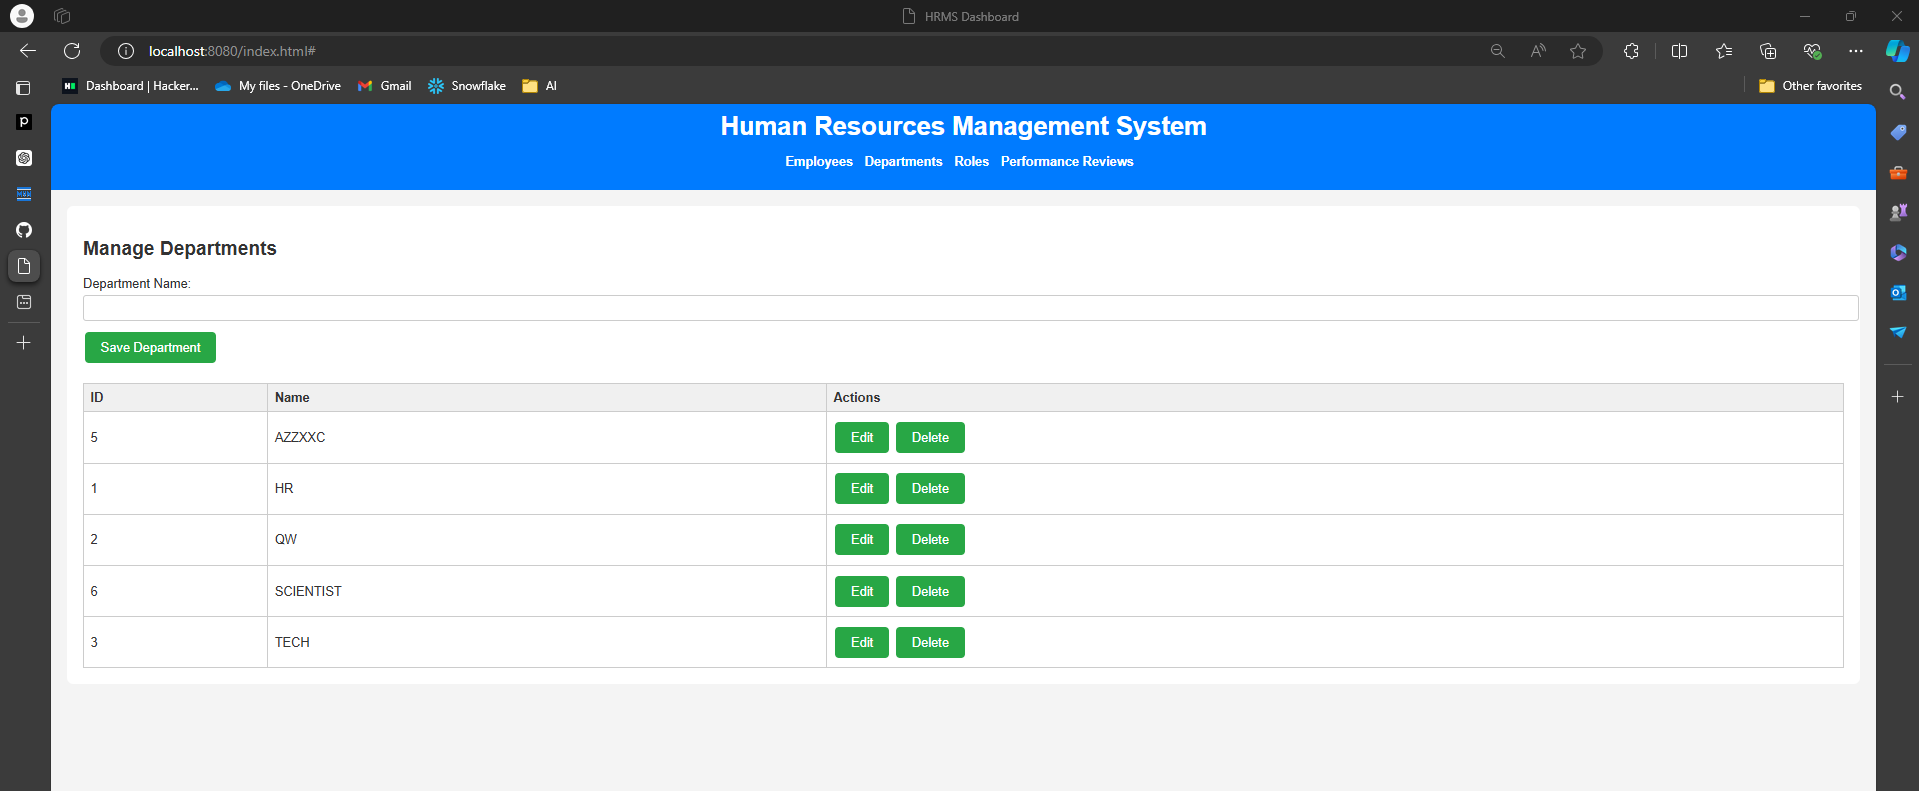 HRMS Dashboard
localhost:8080/index.html#
Dashboard | Hacker... My files - OneDrive Gmail Snowflake AI Other favorites
Human Resources Management System
Employees Departments Roles Performance Reviews
Manage Departments
Department Name:
Save Department
ID Name Actions
5 AZZXXC Edit Delete
1 HR Edit Delete
2 QW Edit Delete
6 SCIENTIST Edit Delete
3 TECH Edit Delete